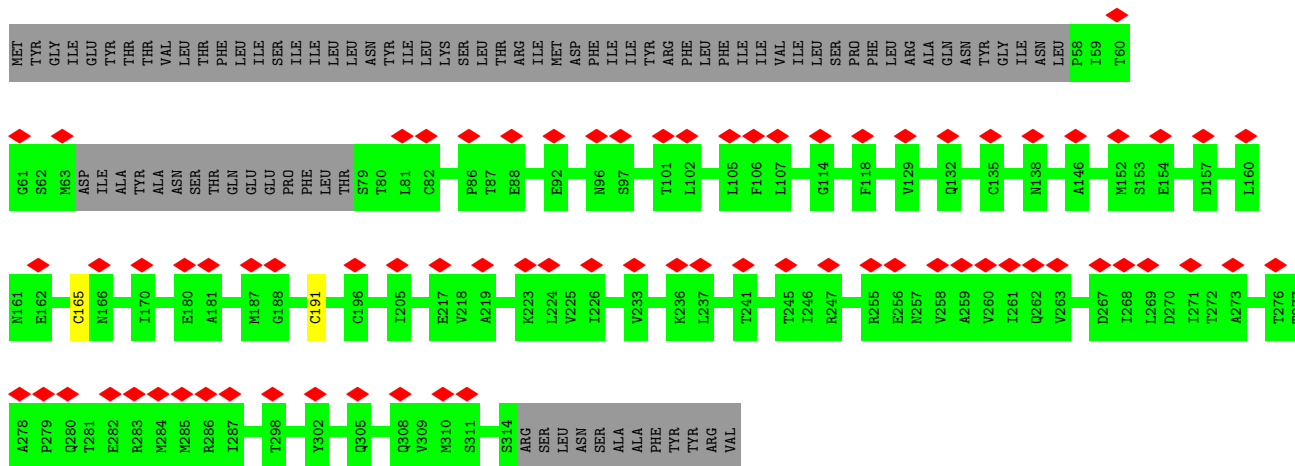 MET TYR GLY ILE GLU TYR THR THR VAL LEU THR PHE LEU ILE SER ILE ILE LEU LEU ASN TYR ILE LEU LYS SER LEU THR ARG ILE MET ASP PHE ILE ILE TYR ARG PHE LEU PHE ILE ILE VAL ILE LEU SER PRO PHE LEU ARG ALA GLN ASN TYR GLY ILE ASN LEU P58 I59 T60
G61 S62 M63 ASP ILE ALA TYR ALA ASN SER THR GLN GLU GLU PRO PHE LEU THR S79 T80 L81 C82 P86 T87 E88 E92 N96 S97 T101 L102 L105 F106 L107 G114 F118 V129 Q132 C135 N138 A146 M152 S153 E154 D157 L160
N161 E162 C165 N166 I170 E180 A181 M187 G188 C191 C196 I205 E217 V218 A219 K223 L224 V225 I226 V233 K236 L237 T241 T245 I246 R247 R255 E256 N257 V258 A259 V260 I261 Q262 V263 D267 I268 L269 D270 I271 T272 A273 T276
A278 P279 Q280 T281 E282 R283 M284 M285 R286 I287 T298 Y302 Q305 Q308 V309 M310 S311 S314 ARG SER LEU ASN SER ALA ALA PHE TYR TYR ARG VAL